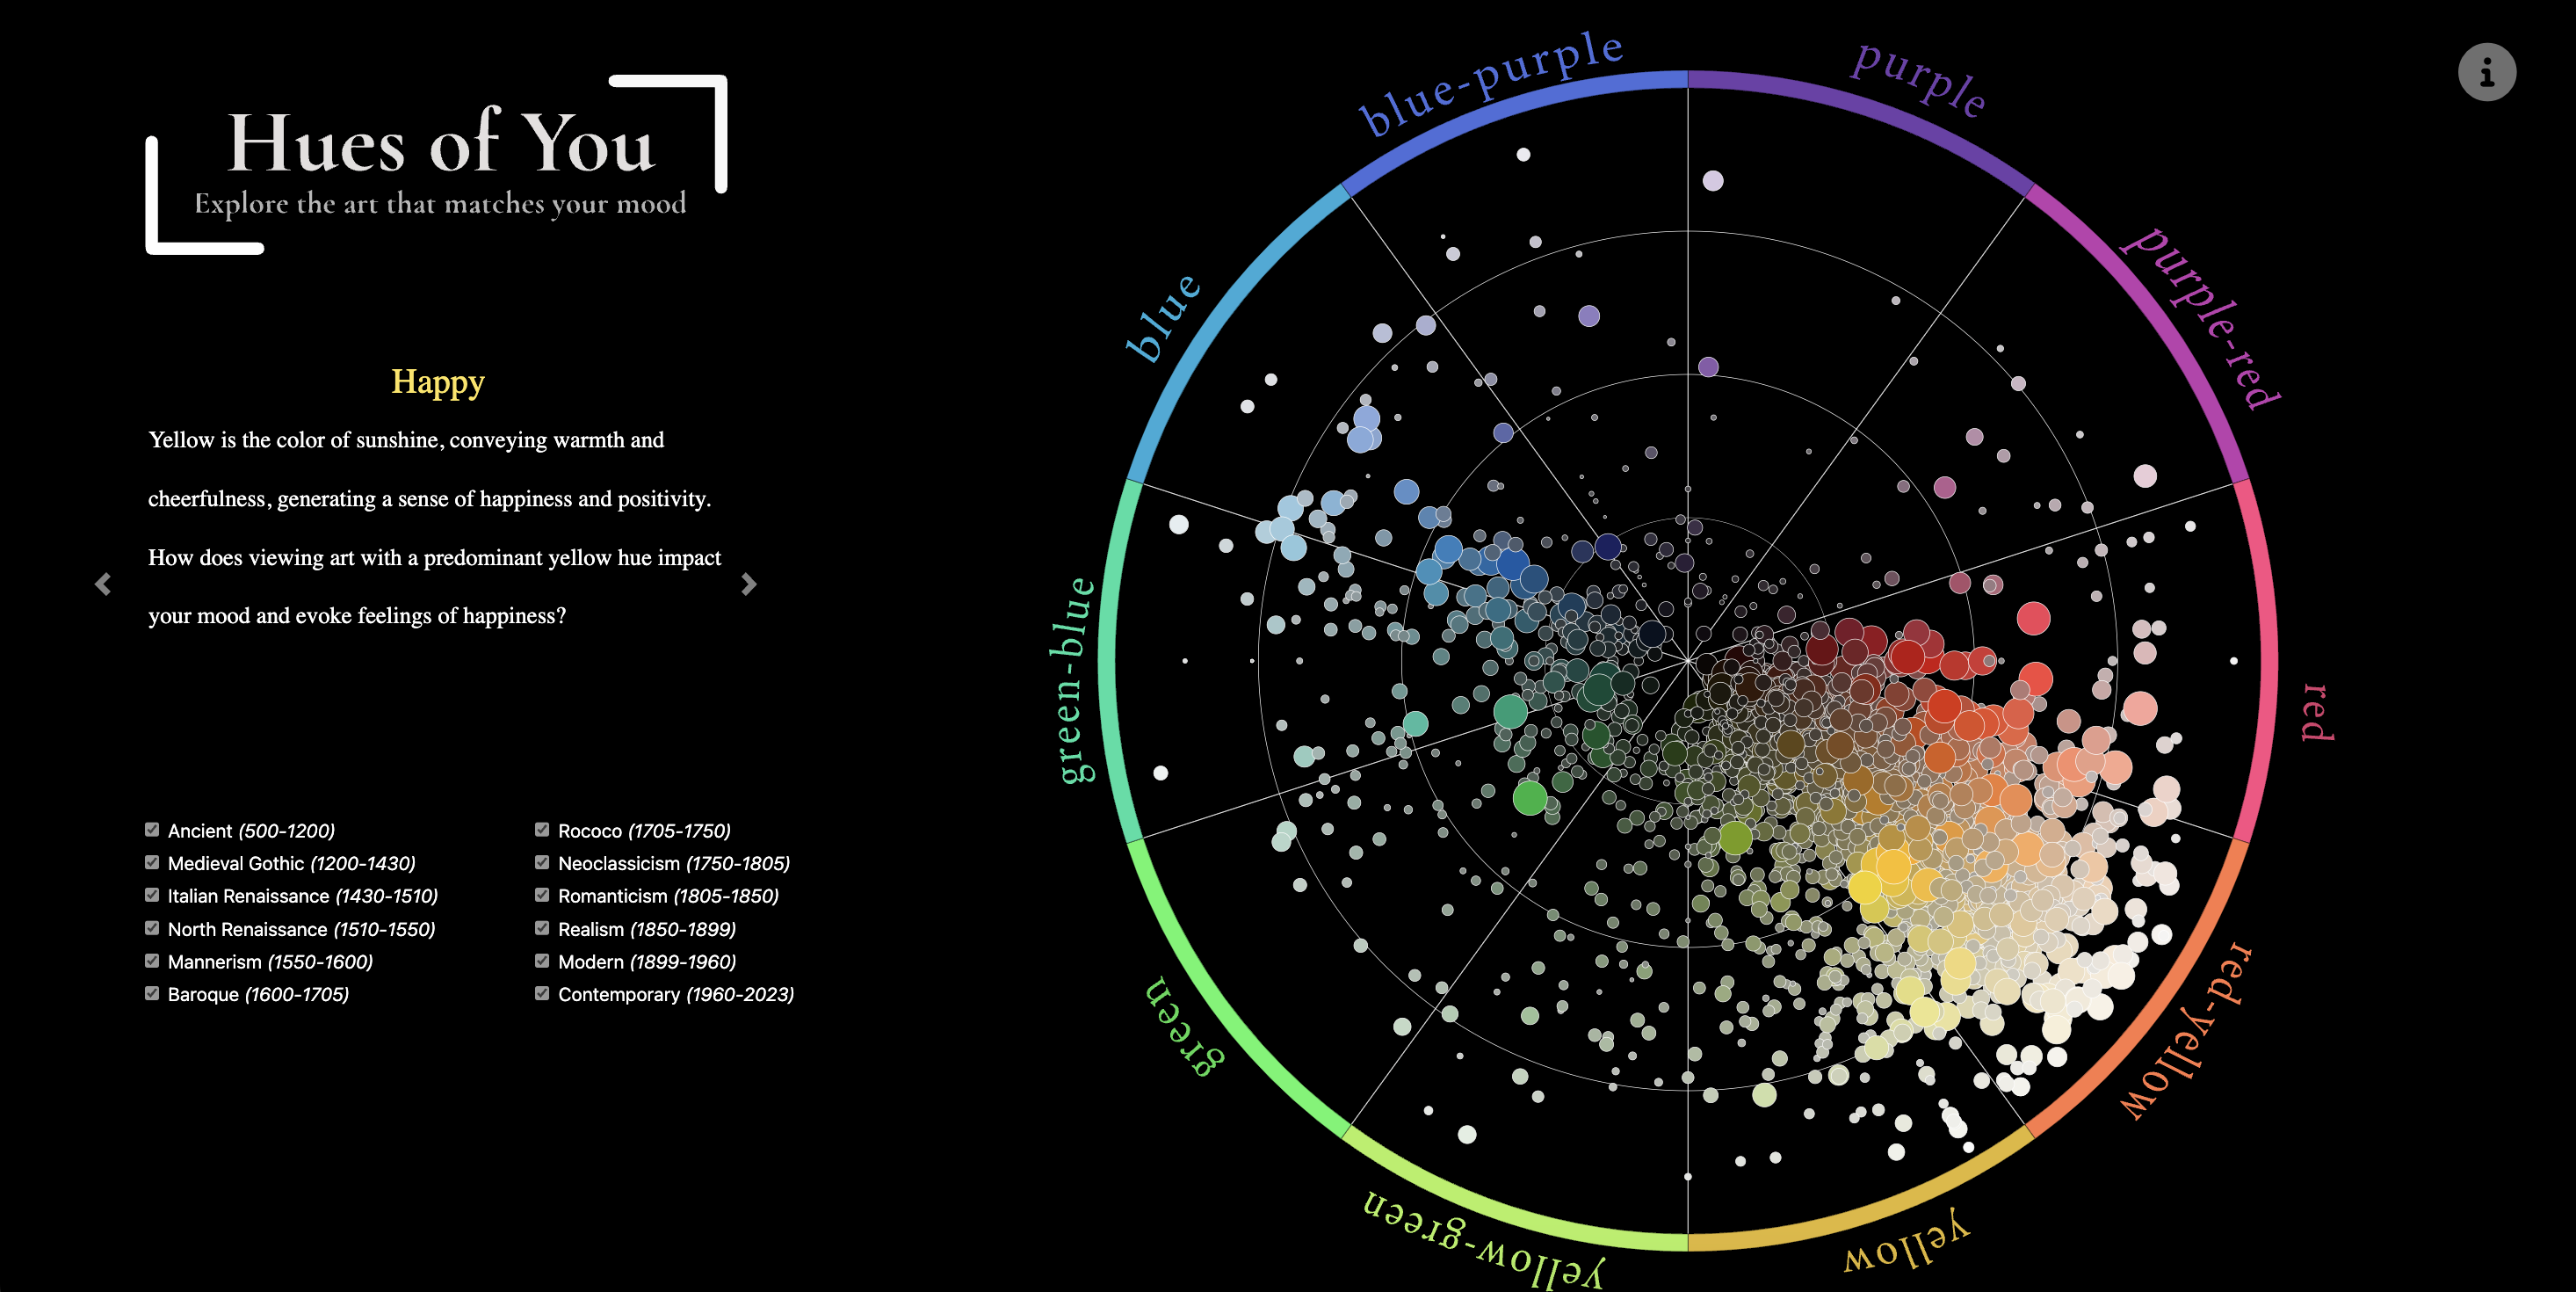 Hues of You
Explore the art that matches your mood
Happy
Yellow is the color of sunshine, conveying warmth and
cheerfulness, generating a sense of happiness and positivity.
How does viewing art with a predominant yellow hue impact
your mood and evoke feelings of happiness?
Ancient (500-1200)
Medieval Gothic (1200-1430)
Italian Renaissance (1430-1510)
North Renaissance (1510-1550)
Mannerism (1550-1600)
Baroque (1600-1705)
Rococo (1705-1750)
Neoclassicism (1750-1805)
Romanticism (1805-1850)
Realism (1850-1899)
Modern (1899-1960)
Contemporary (1960-2023)
purple
purple-red
red
red-yellow
yellow
yellow-green
green
green-blue
blue
blue-purple
i